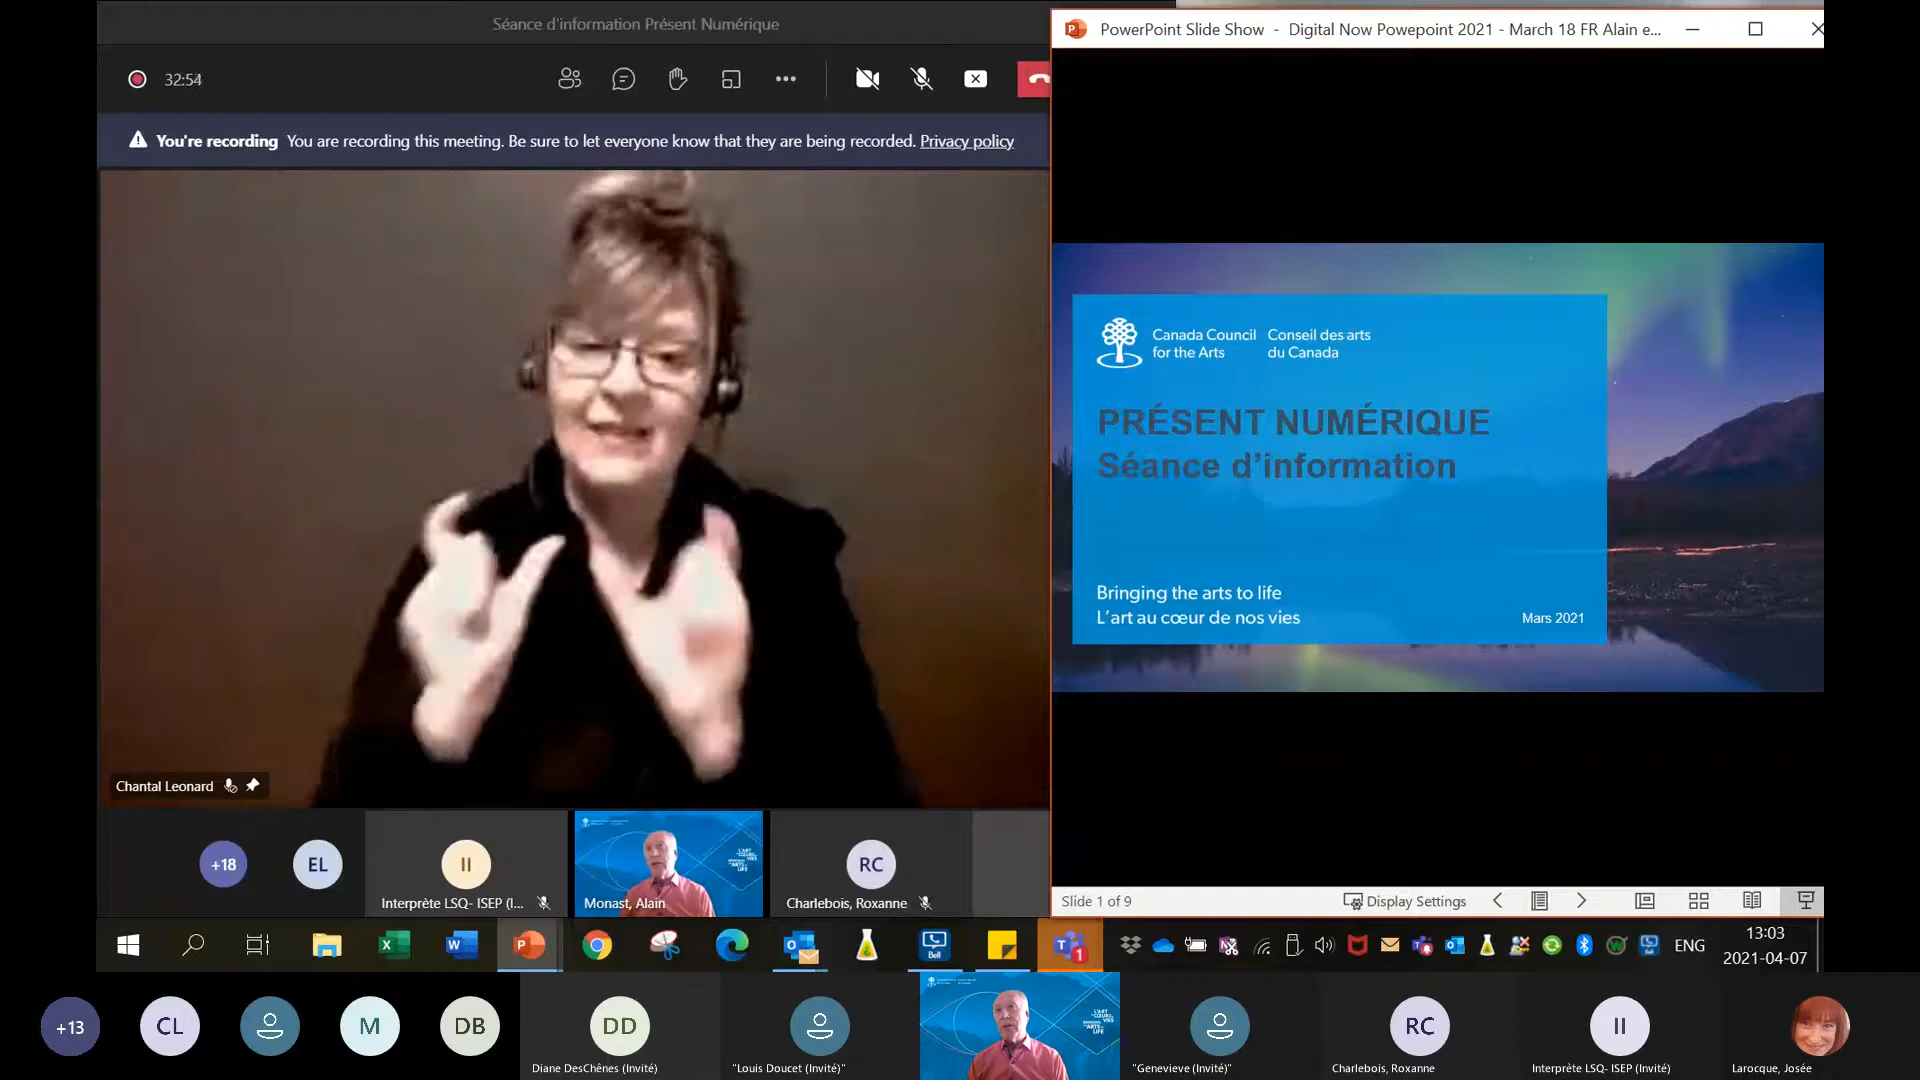 Séance d'information Présent Numérique
32:54
You're recording You are recording this meeting. Be sure to let everyone know that they are being recorded. Privacy policy
Chantal Leonard
+18
EL
II
Interprète LSQ- ISEP (I...
Monast, Alain
RC
Charlebois, Roxanne
PowerPoint Slide Show - Digital Now Powepoint 2021 - March 18 FR Alain e...
Canada Council for the Arts
Conseil des arts du Canada
PRÉSENT NUMÉRIQUE
Séance d'information
Bringing the arts to life
L'art au cœur de nos vies
Mars 2021
Slide 1 of 9
Display Settings
Bell
1
ENG
13:03
2021-04-07
+13
CL
M
DB
DD
Diane DesChênes (Invité)
"Louis Doucet (Invité)"
"Genevieve (Invité)"
RC
Charlebois, Roxanne
II
Interprète LSQ- ISEP (Invité)
Larocque, Josée